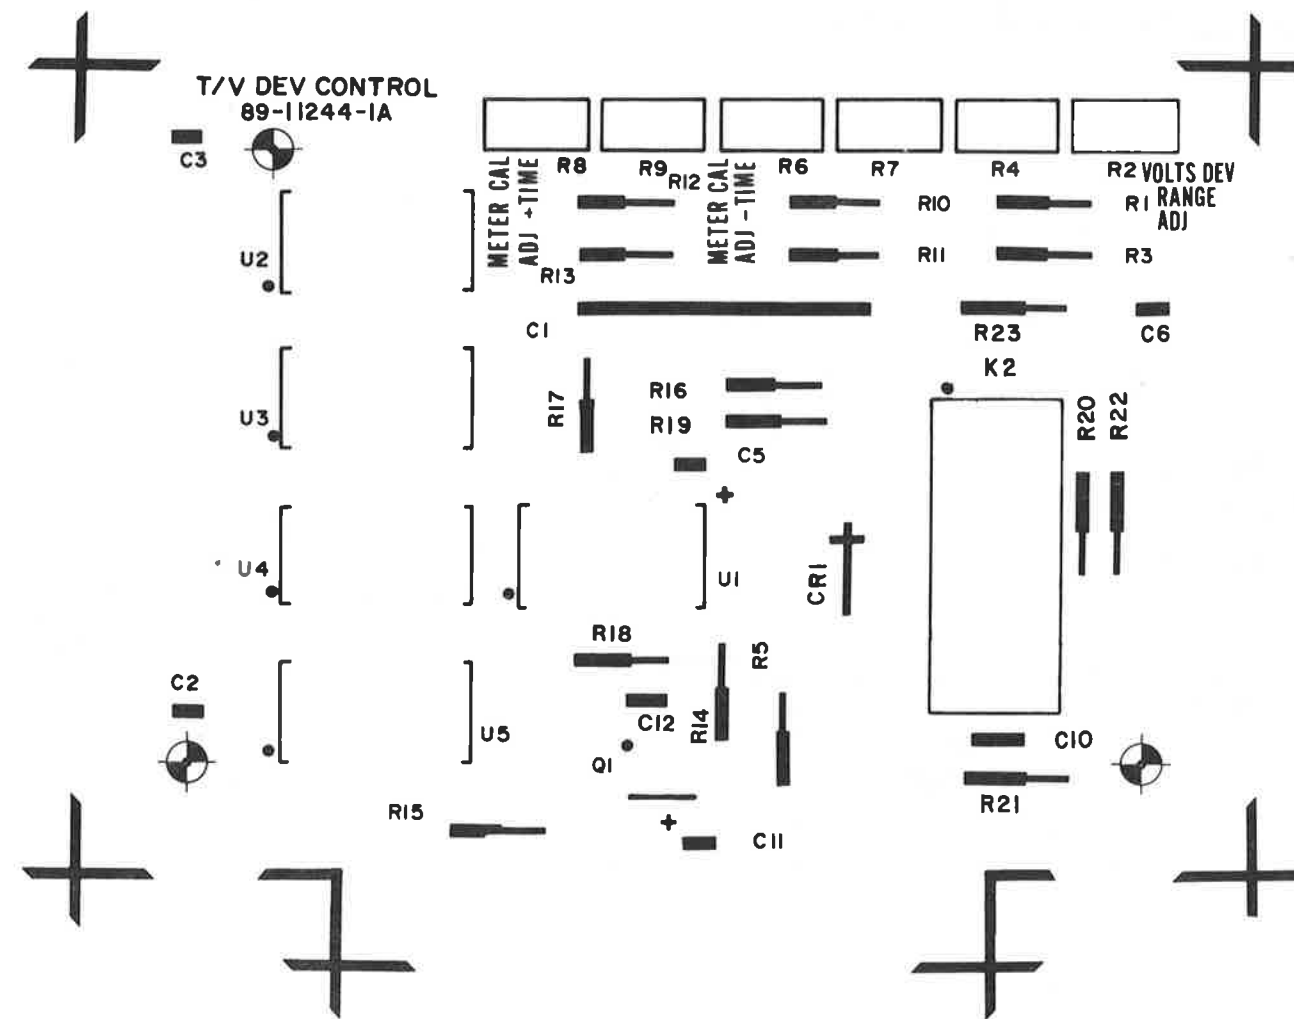 T/V DEV CONTROL
89-11244-1A
C3
R8
R9
R6
R7
R4
R2
VOLTS DEV
RANGE
ADJ
METER CAL
ADJ +TIME
R12
METER CAL
ADJ -TIME
R10
R1
U2
R13
R11
R3
C1
R23
C6
K2
R17
R16
R20
R22
U3
R19
C5
+
U4
U1
CR1
R18
R5
C2
C12
R14
U5
Q1
C10
R21
R15
+
C11